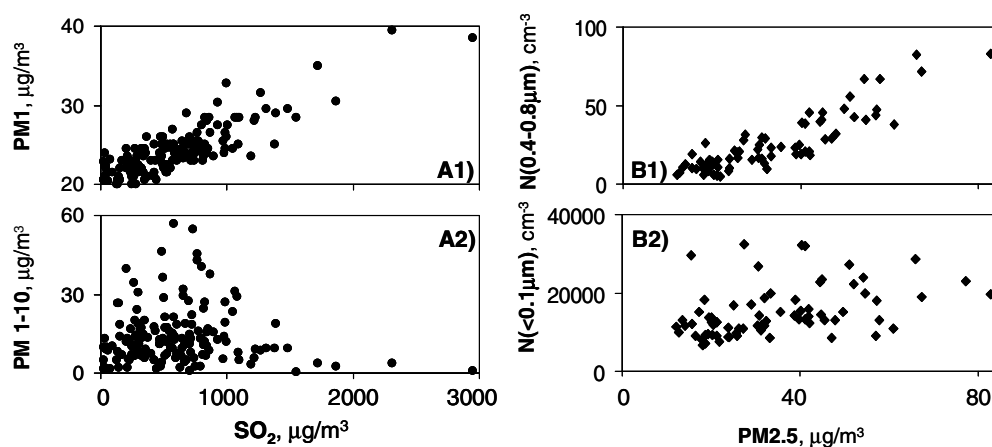 PM1, µg/m³
40
30
20
A1)
PM 1-10, µg/m³
60
30
0
A2)
0 1000 2000 3000
SO₂, µg/m³
N(0.4-0.8µm), cm⁻³
100
50
0
B1)
N(<0.1µm), cm⁻³
40000
20000
0
B2)
0 40 80
PM2.5, µg/m³